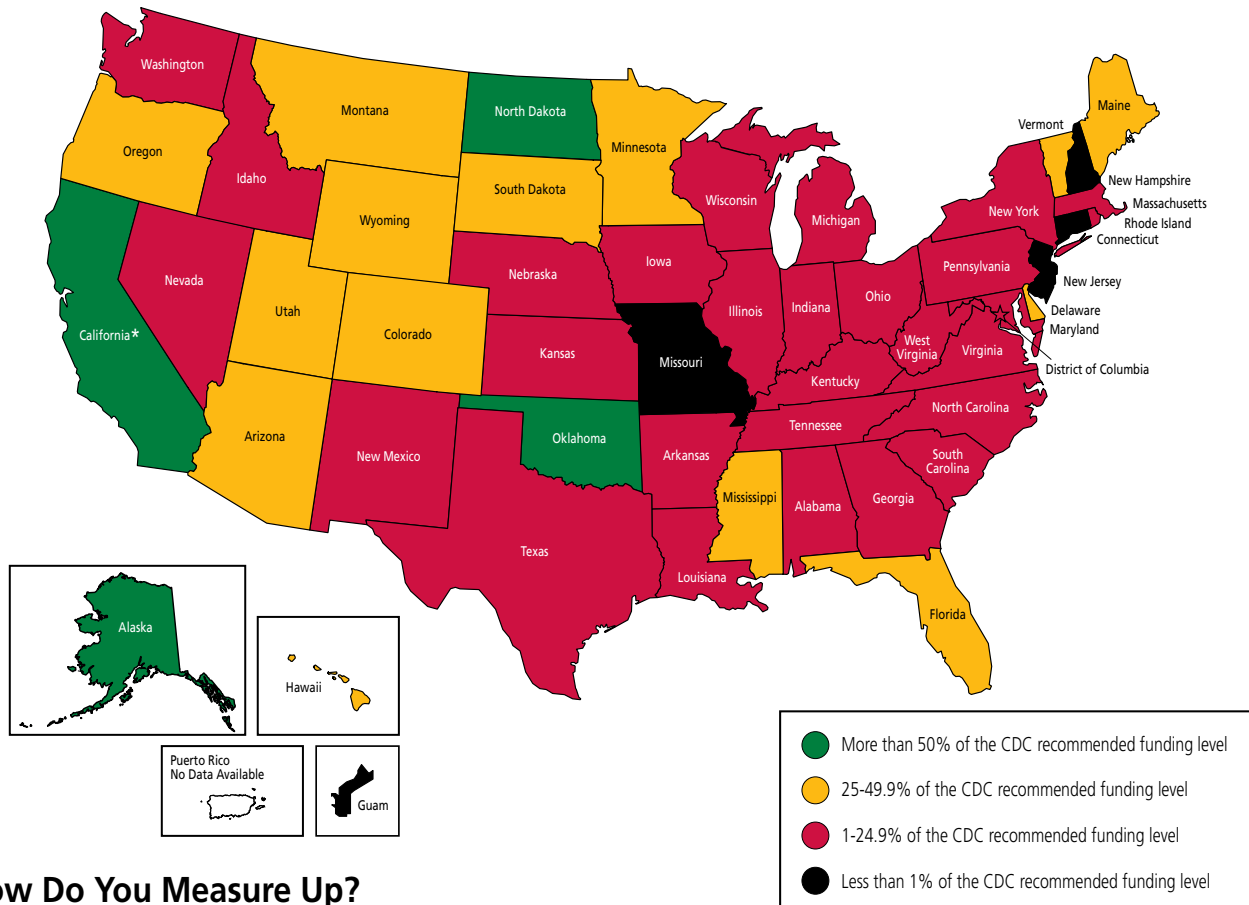 Washington
Montana
North Dakota
Minnesota
Maine
Vermont
Oregon
Idaho
South Dakota
Wisconsin
Michigan
New York
New Hampshire
Massachusetts
Rhode Island
Connecticut
Wyoming
Nebraska
Iowa
Pennsylvania
New Jersey
Nevada
Utah
Colorado
Illinois
Indiana
Ohio
Delaware
Maryland
California*
Kansas
Missouri
West
Virginia
Virginia
District of Columbia
Kentucky
Arizona
New Mexico
Oklahoma
Arkansas
Tennessee
North Carolina
South
Carolina
Mississippi
Alabama
Georgia
Texas
Louisiana
Florida
Alaska
Hawaii
Puerto Rico
No Data Available
Guam
More than 50% of the CDC recommended funding level
25-49.9% of the CDC recommended funding level
1-24.9% of the CDC recommended funding level
Less than 1% of the CDC recommended funding level
ow Do You Measure Up?